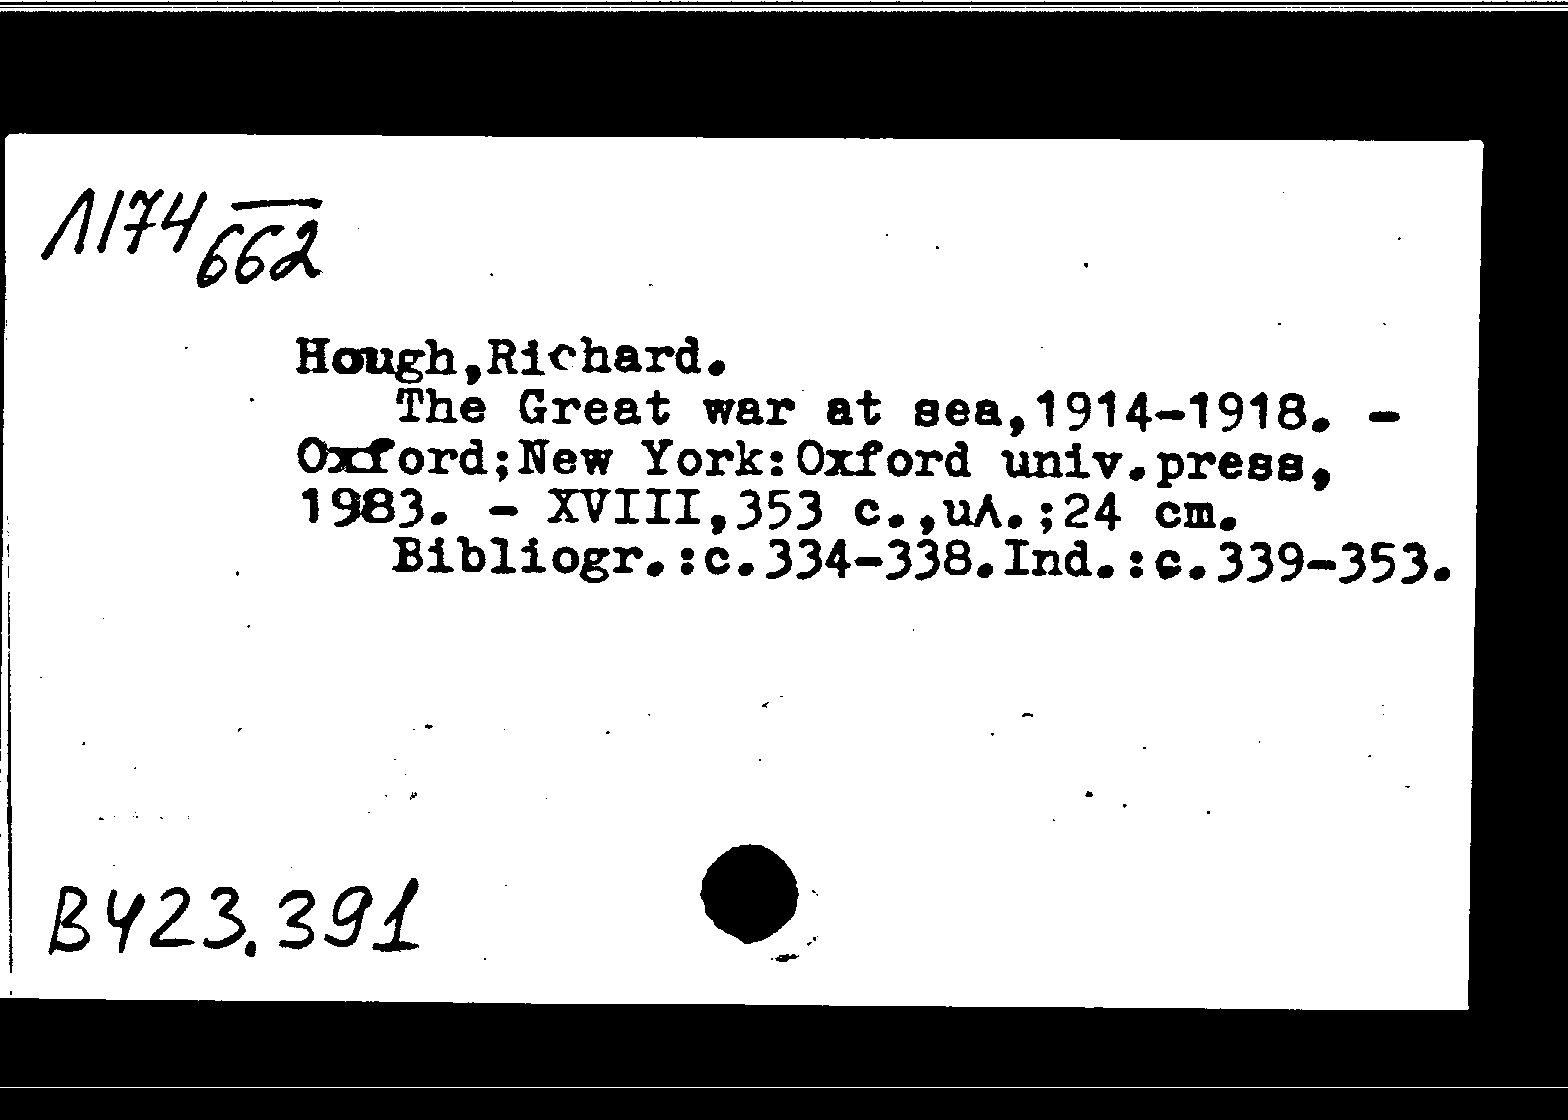 Λ174 662
Hough,Richard.
The Great war at sea,1914-1918. -
Oxford;New York:Oxford univ.press,
1983. - XVIII,353 c.,ил.;24 cm.
Bibliogr.:c.334-338.Ind.:c.339-353.
B423.391